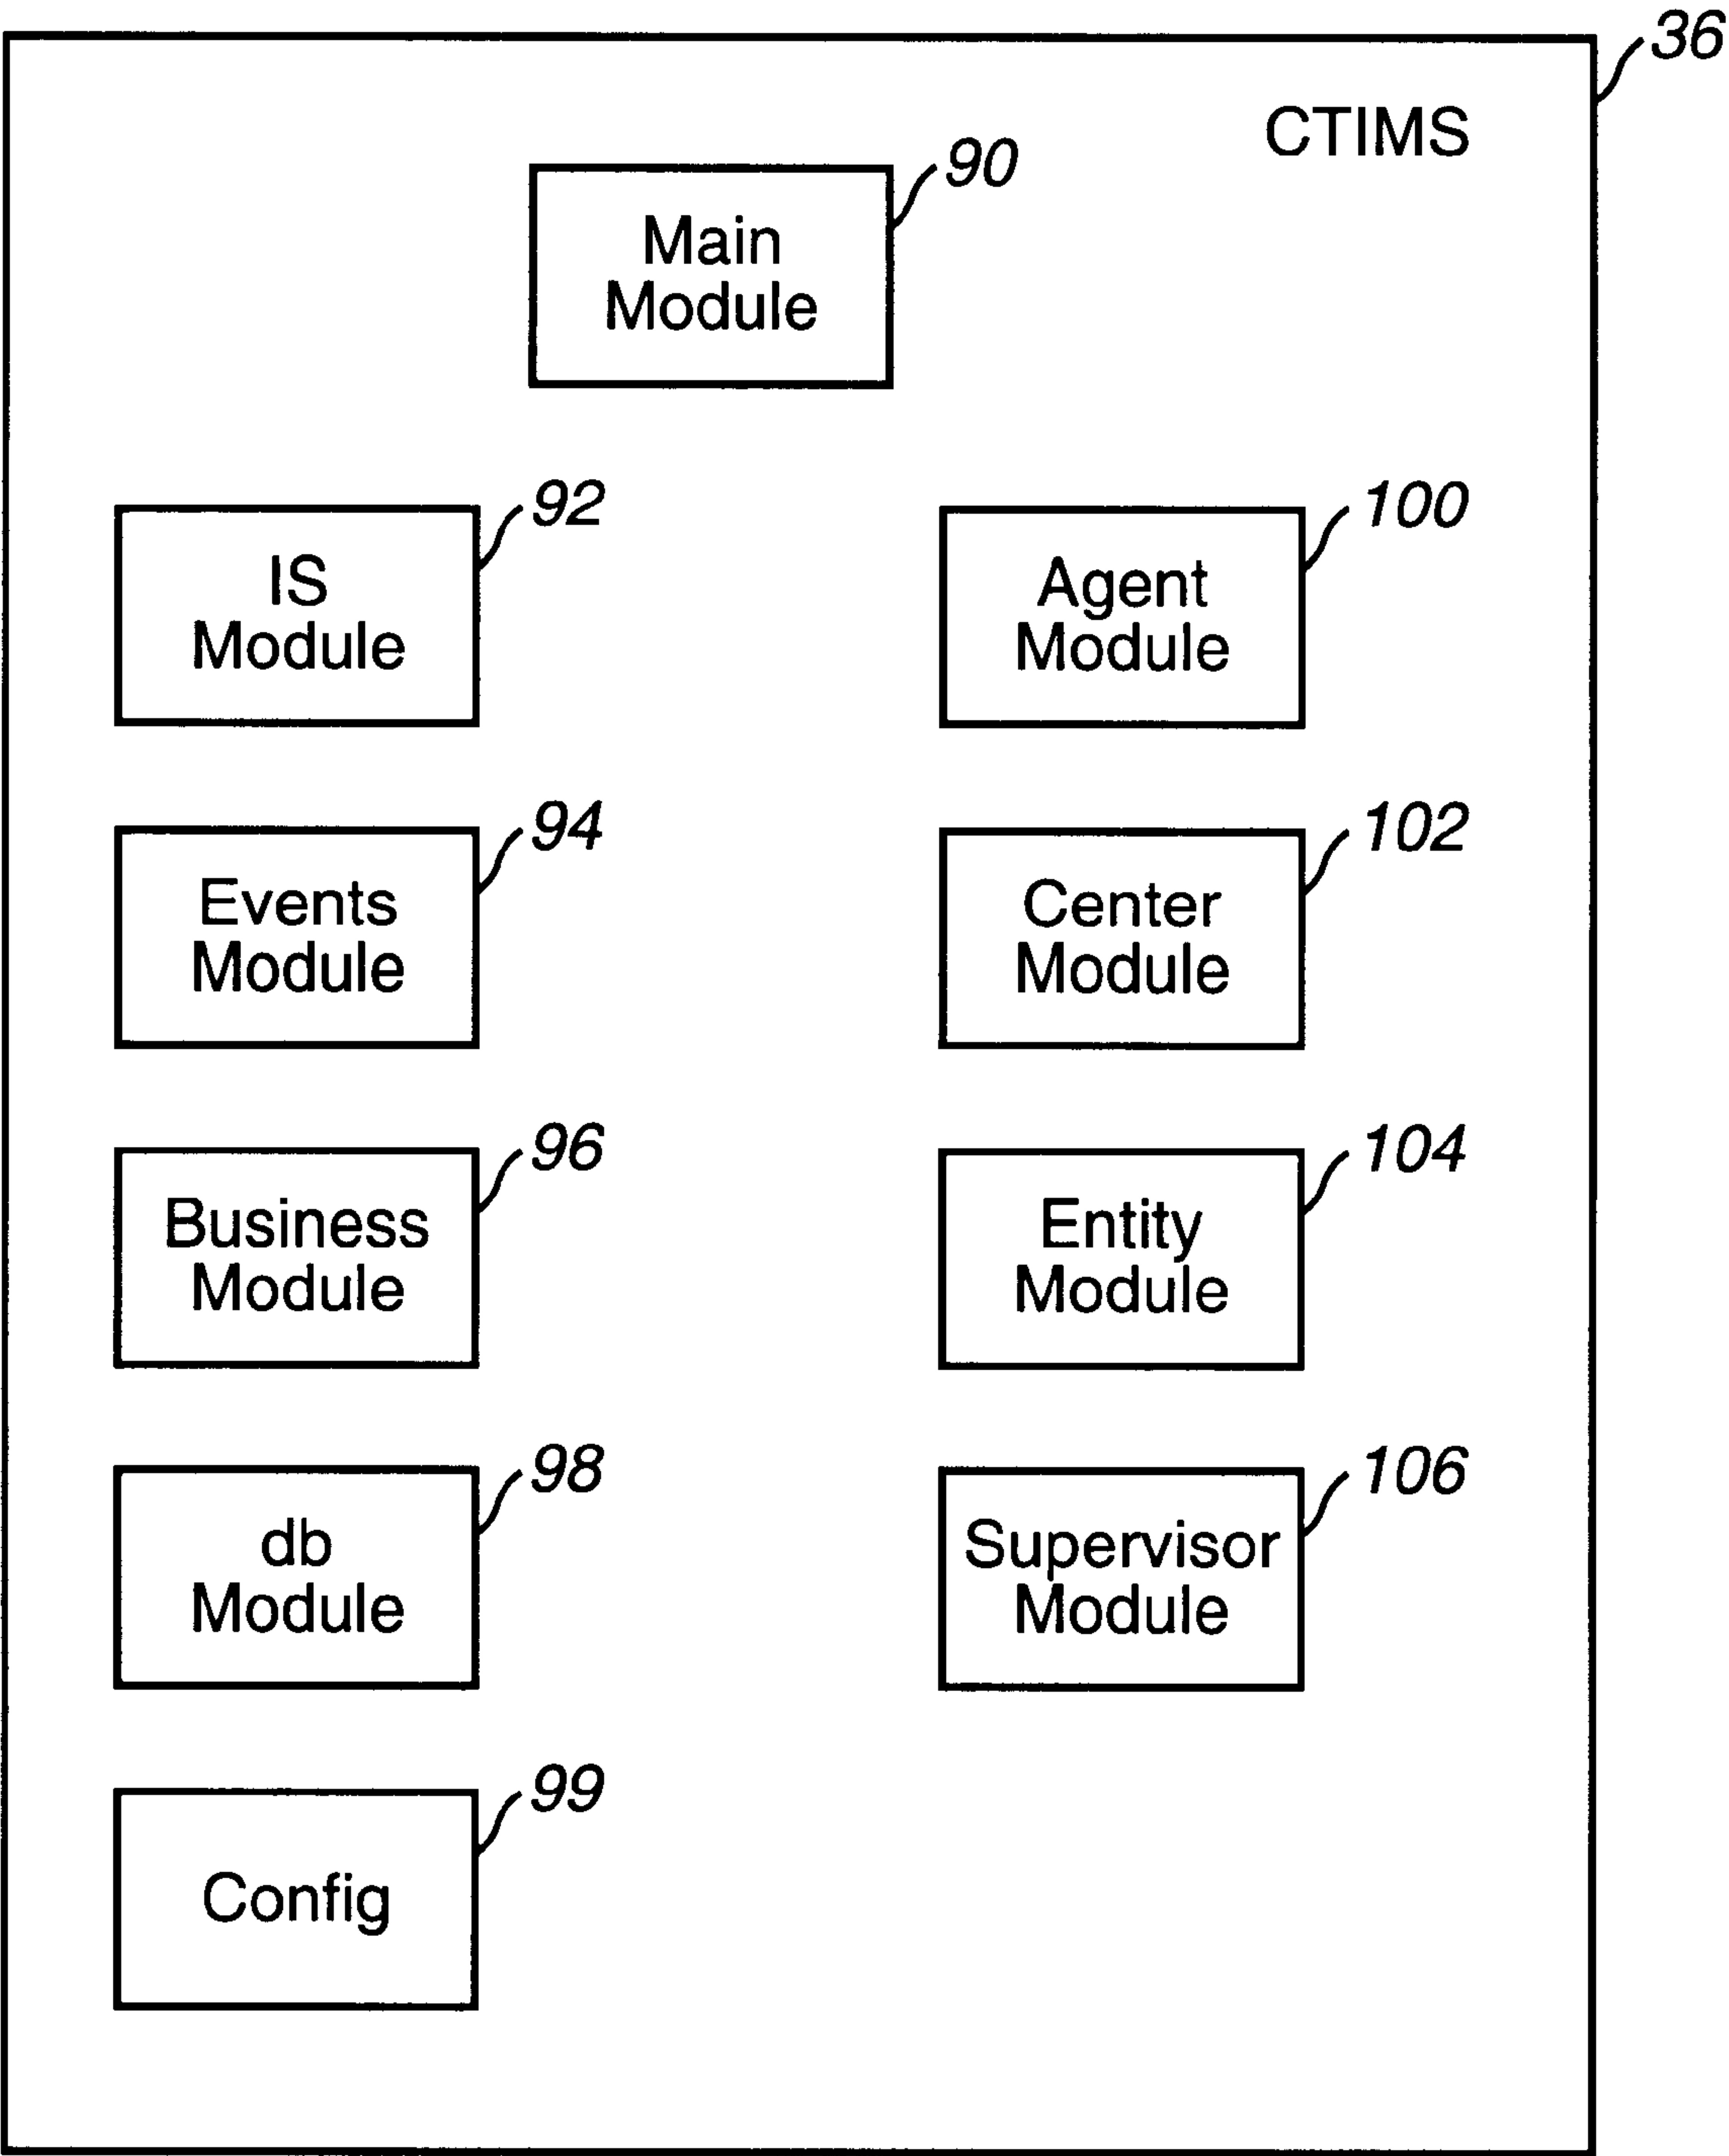 36
CTIMS
90
Main
Module
92
IS
Module
100
Agent
Module
94
Events
Module
102
Center
Module
96
Business
Module
104
Entity
Module
98
db
Module
106
Supervisor
Module
99
Config